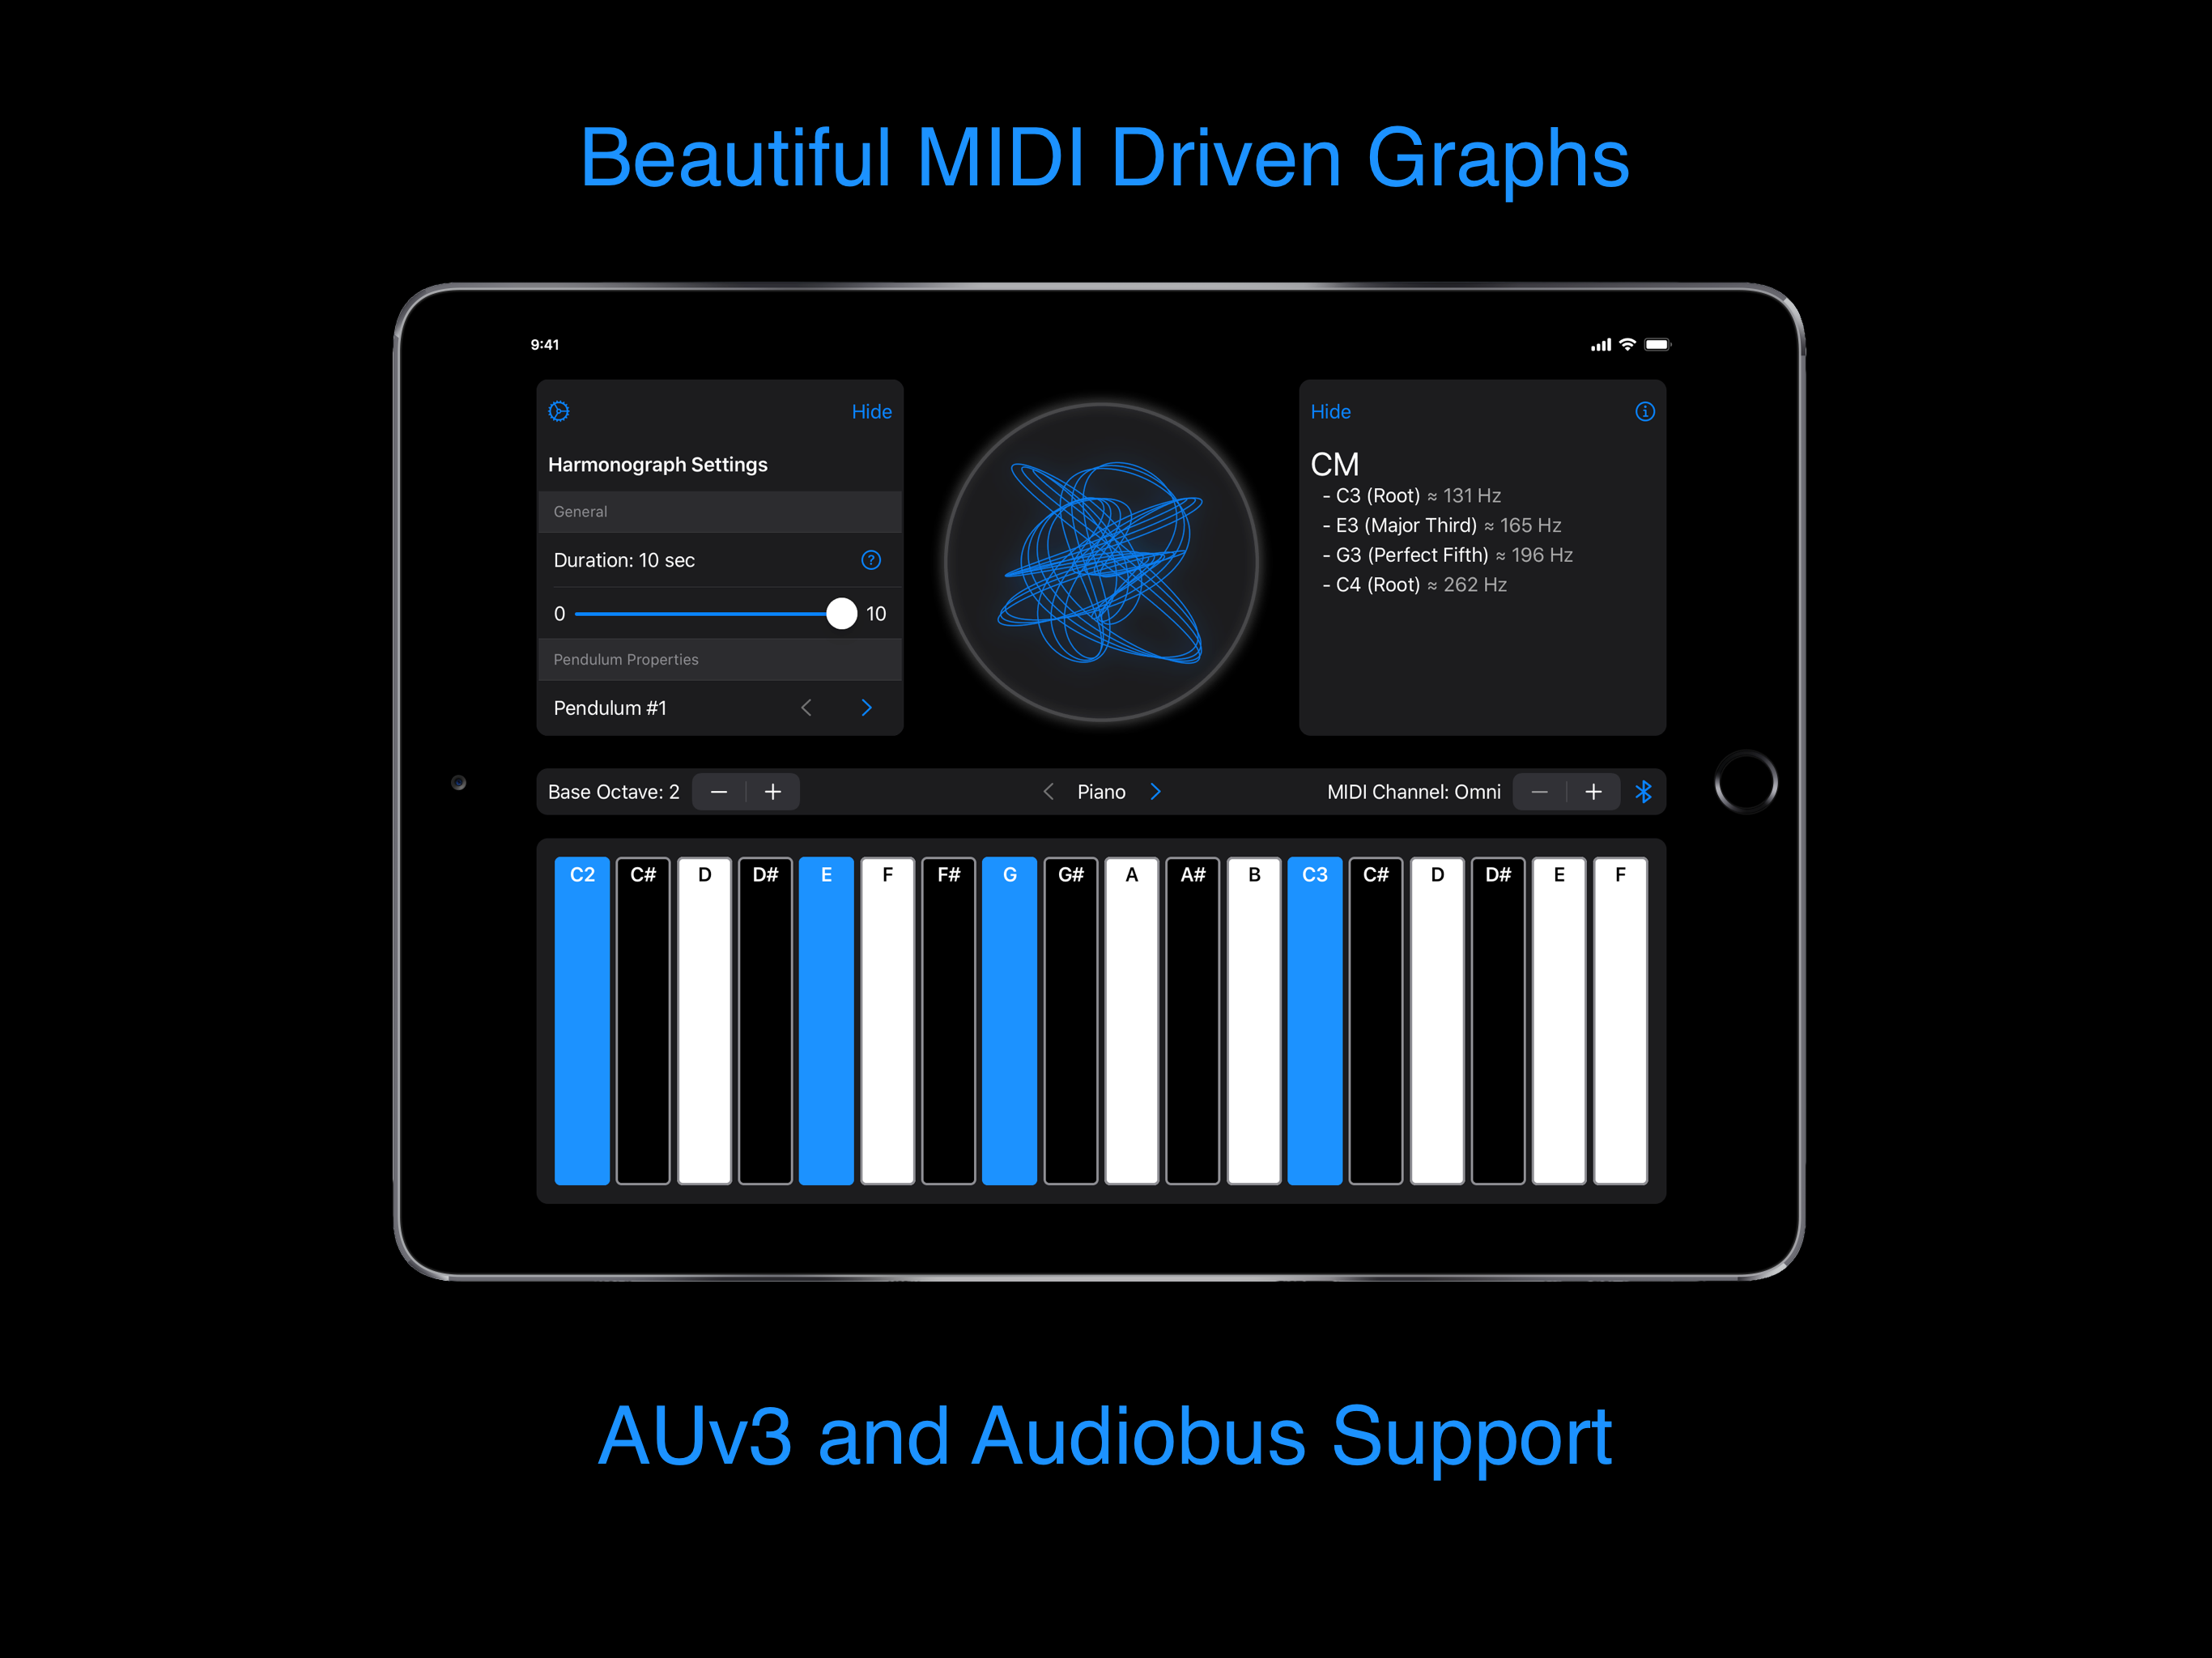 Beautiful MIDI Driven Graphs
9:41
Hide
Harmonograph Settings
General
Duration: 10 sec
?
0 10
Pendulum Properties
Pendulum #1
Hide
i
CM
- C3 (Root) ≈ 131 Hz
- E3 (Major Third) ≈ 165 Hz
- G3 (Perfect Fifth) ≈ 196 Hz
- C4 (Root) ≈ 262 Hz
Base Octave: 2 − + Piano MIDI Channel: Omni − +
C2 C# D D# E F F# G G# A A# B C3 C# D D# E F
AUv3 and Audiobus Support